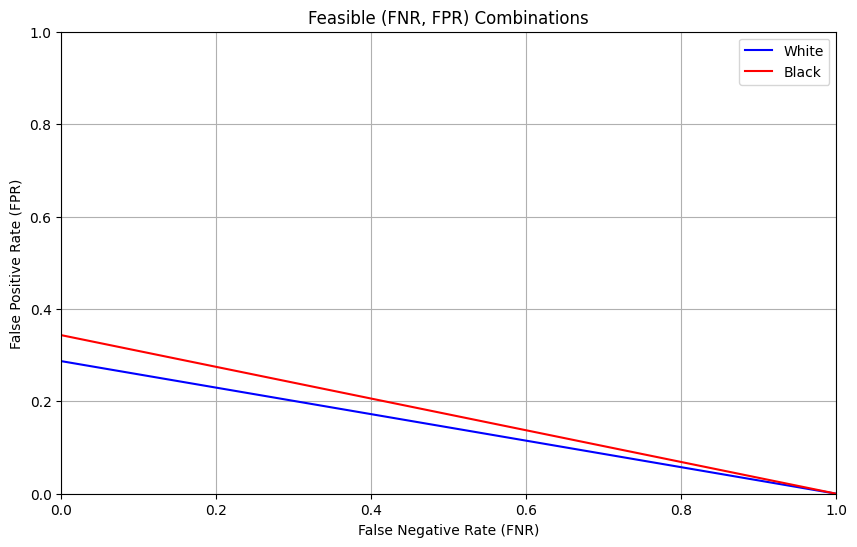 Feasible (FNR, FPR) Combinations
1.0
0.8
0.6
0.4
0.2
0.0
False Positive Rate (FPR)
White
Black
0.0 0.2 0.4 0.6 0.8 1.0
False Negative Rate (FNR)